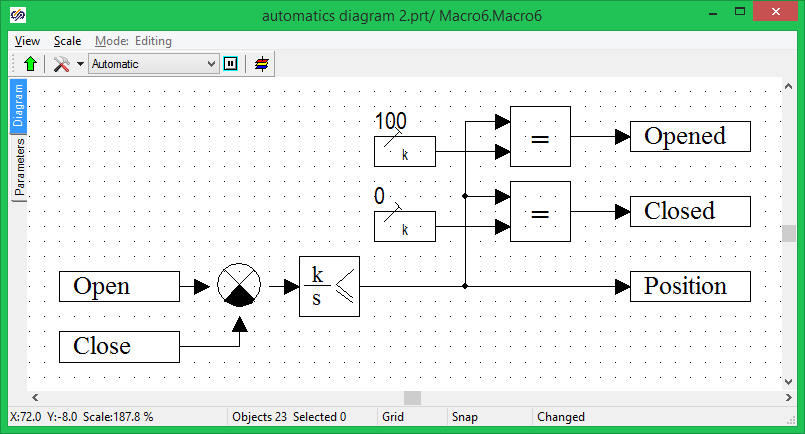 automatics diagram 2.prt/ Macro6.Macro6
View Scale Mode: Editing
Automatic
Diagram
Parameters
100
k
=
Opened
0
k
=
Closed
Open
k
s
Position
Close
X:72.0 Y:-8.0 Scale:187.8 % Objects 23 Selected 0 Grid Snap Changed